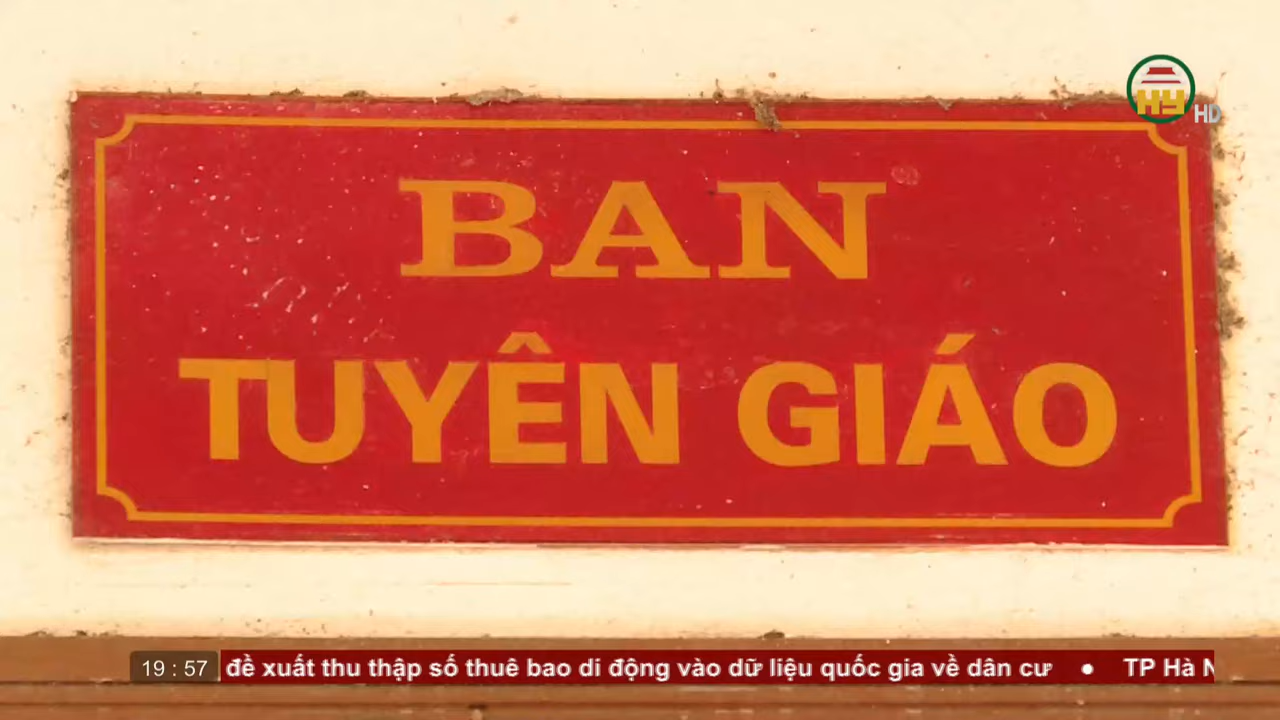 HY
HD
BAN
TUYÊN GIÁO
19 : 57 đề xuất thu thập số thuê bao di động vào dữ liệu quốc gia về dân cư • TP Hà